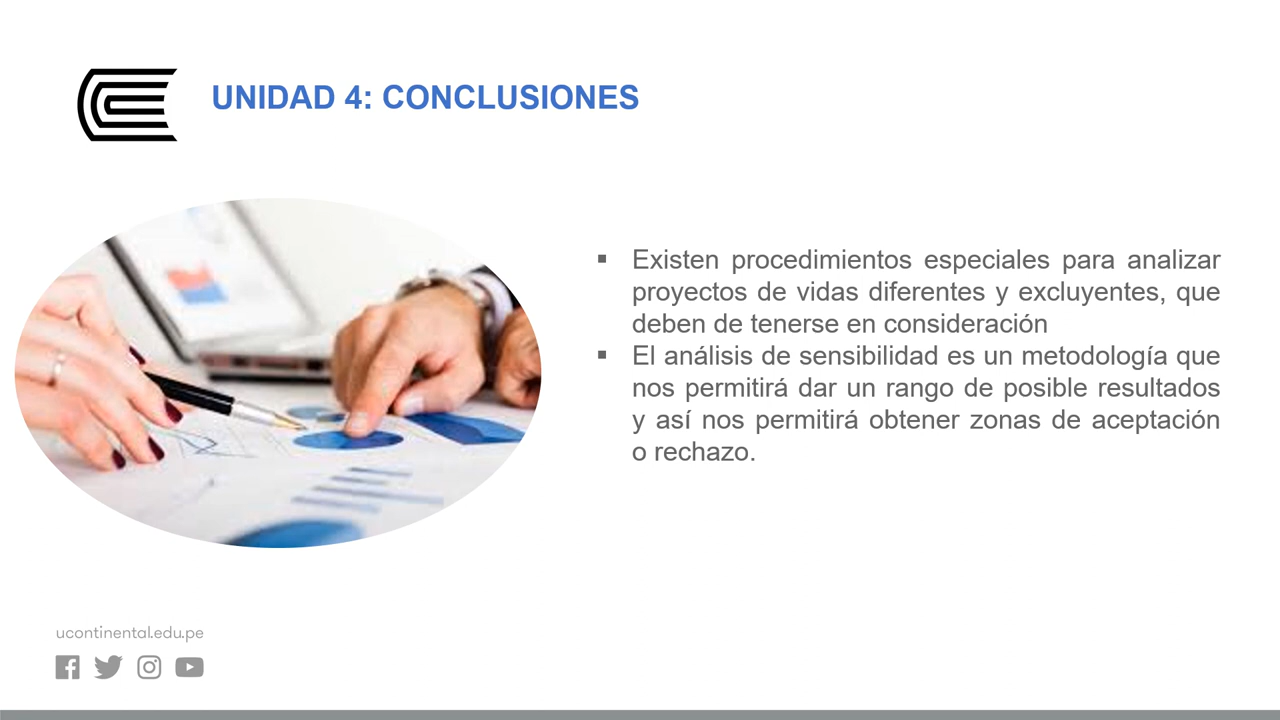 UNIDAD 4: CONCLUSIONES
▪ Existen procedimientos especiales para analizar
proyectos de vidas diferentes y excluyentes, que
deben de tenerse en consideración
▪ El análisis de sensibilidad es un metodología que
nos permitirá dar un rango de posible resultados
y así nos permitirá obtener zonas de aceptación
o rechazo.
ucontinental.edu.pe